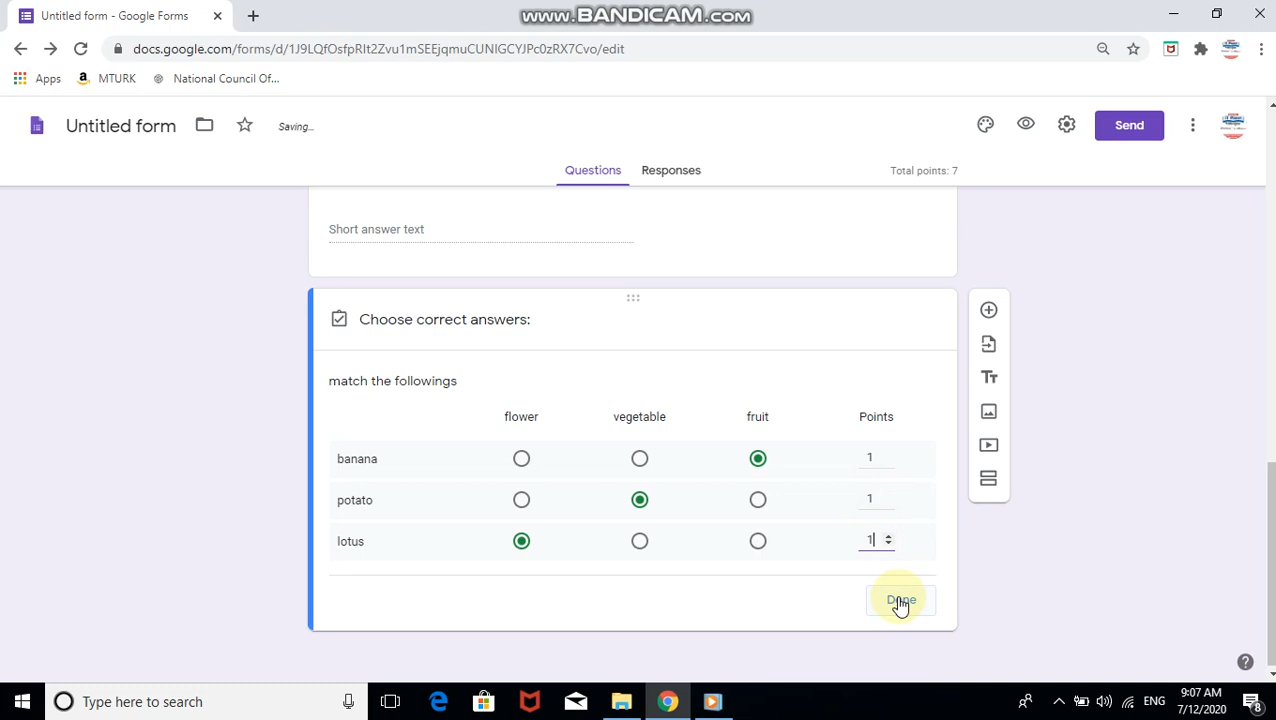 www.BANDICAM.com
Untitled form - Google Forms
docs.google.com/forms/d/1J9LQfOsfpRIt2Zvu1mSEEjqmuCUNIGCYJPc0zRX7Cvo/edit
Apps
MTURK
National Council Of...
Untitled form
Saving...
Send
Questions
Responses
Total points: 7
Short answer text
Choose correct answers:
match the followings
flower
vegetable
fruit
Points
banana
1
potato
1
lotus
1
Done
Type here to search
ENG
9:07 AM
7/12/2020
8